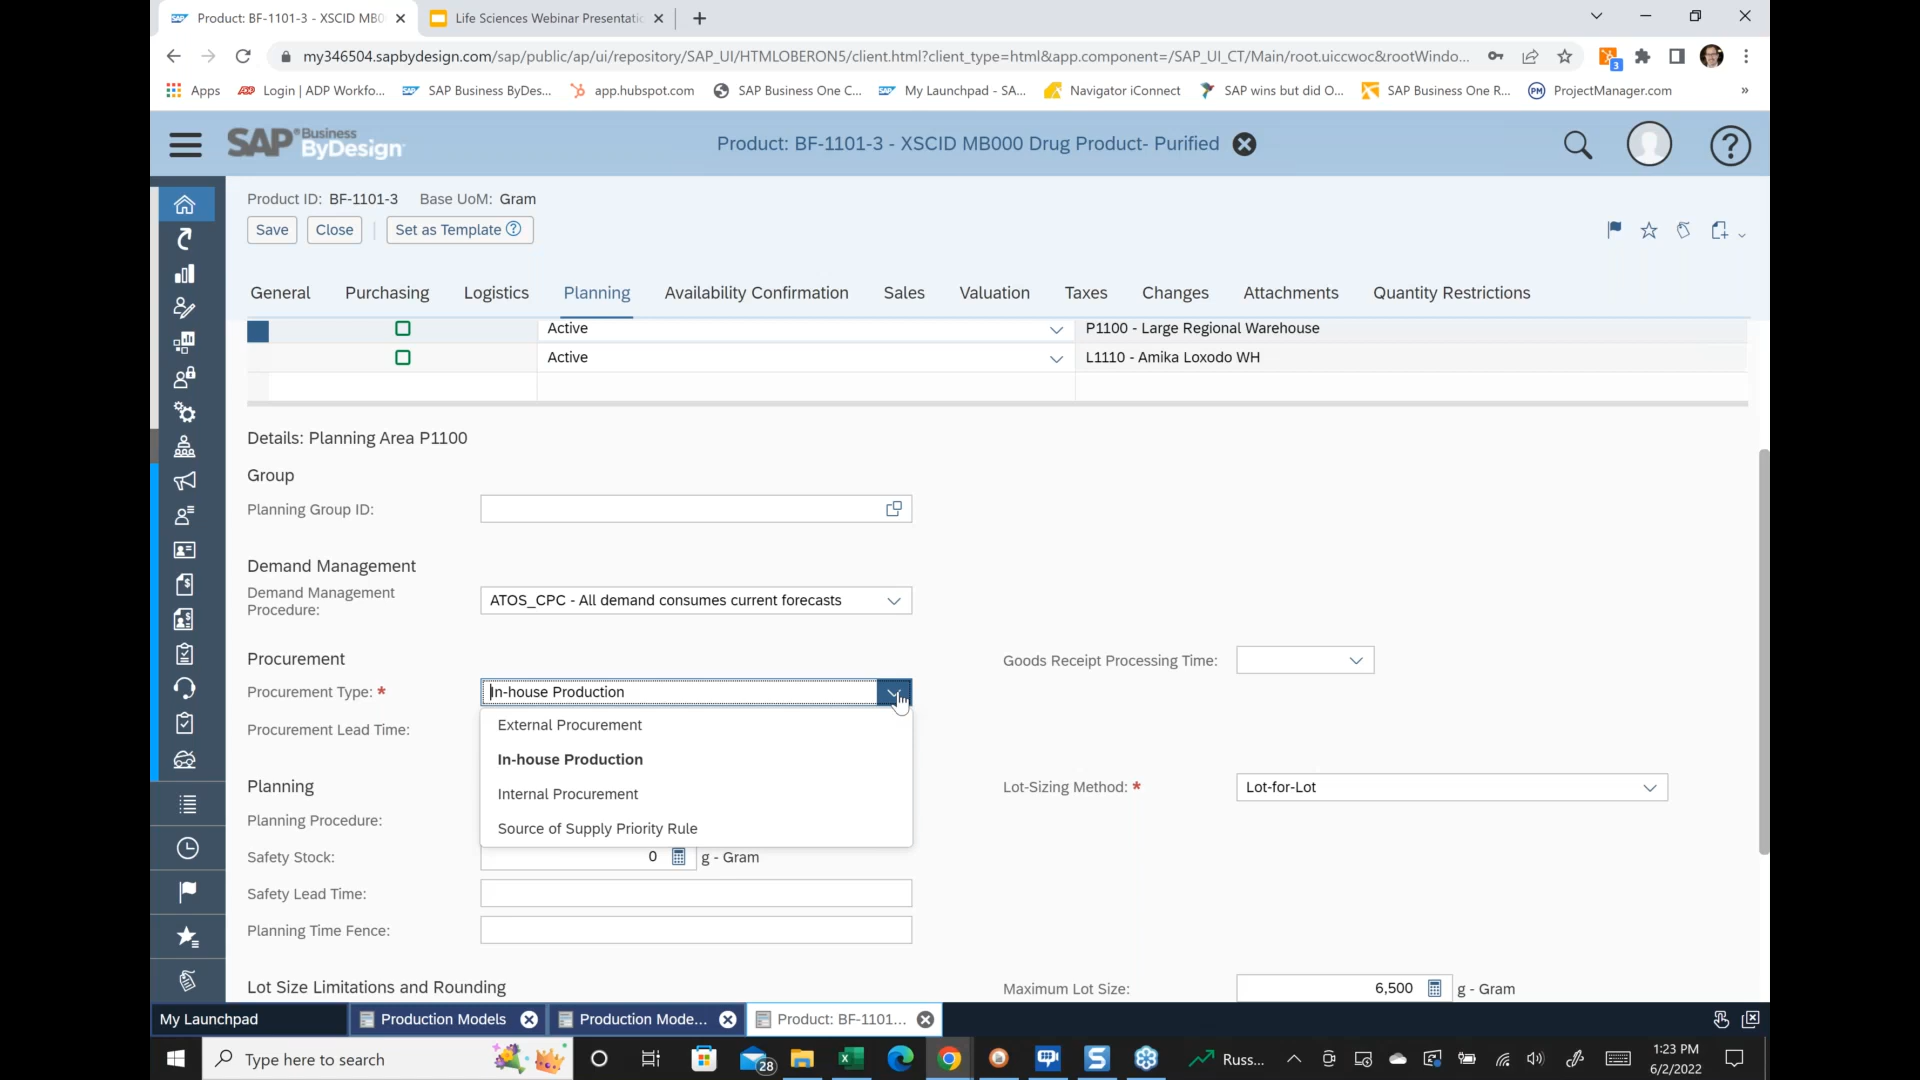 Product: BF-1101-3 - XSCID MB0
Life Sciences Webinar Presentati
my346504.sapbydesign.com/sap/public/ap/ui/repository/SAP_UI/HTMLOBERON5/client.html?client_type=html&app.component=/SAP_UI_CT/Main/root.uiccwoc&rootWindo...
3
Apps
Login | ADP Workfo...
SAP Business ByDes...
app.hubspot.com
SAP Business One C...
My Launchpad - SA...
Navigator iConnect
SAP wins but did O...
SAP Business One R...
PM
ProjectManager.com
»
SAP Business ByDesign
Product: BF-1101-3 - XSCID MB000 Drug Product- Purified
Product ID: BF-1101-3 Base UoM: Gram
Save
Close
Set as Template
General Purchasing Logistics Planning Availability Confirmation Sales Valuation Taxes Changes Attachments Quantity Restrictions
Active P1100 - Large Regional Warehouse
Active L1110 - Amika Loxodo WH
Details: Planning Area P1100
Group
Planning Group ID:
Demand Management
Demand Management
Procedure:
ATOS_CPC - All demand consumes current forecasts
Procurement
Goods Receipt Processing Time:
Procurement Type: *
In-house Production
External Procurement
Procurement Lead Time:
In-house Production
Planning
Lot-Sizing Method: *
Lot-for-Lot
Internal Procurement
Planning Procedure:
Source of Supply Priority Rule
Safety Stock:
0 g - Gram
Safety Lead Time:
Planning Time Fence:
Lot Size Limitations and Rounding
Maximum Lot Size:
6,500 g - Gram
My Launchpad
Production Models
Production Mode...
Product: BF-1101...
Type here to search
28
Russ...
1:23 PM
6/2/2022